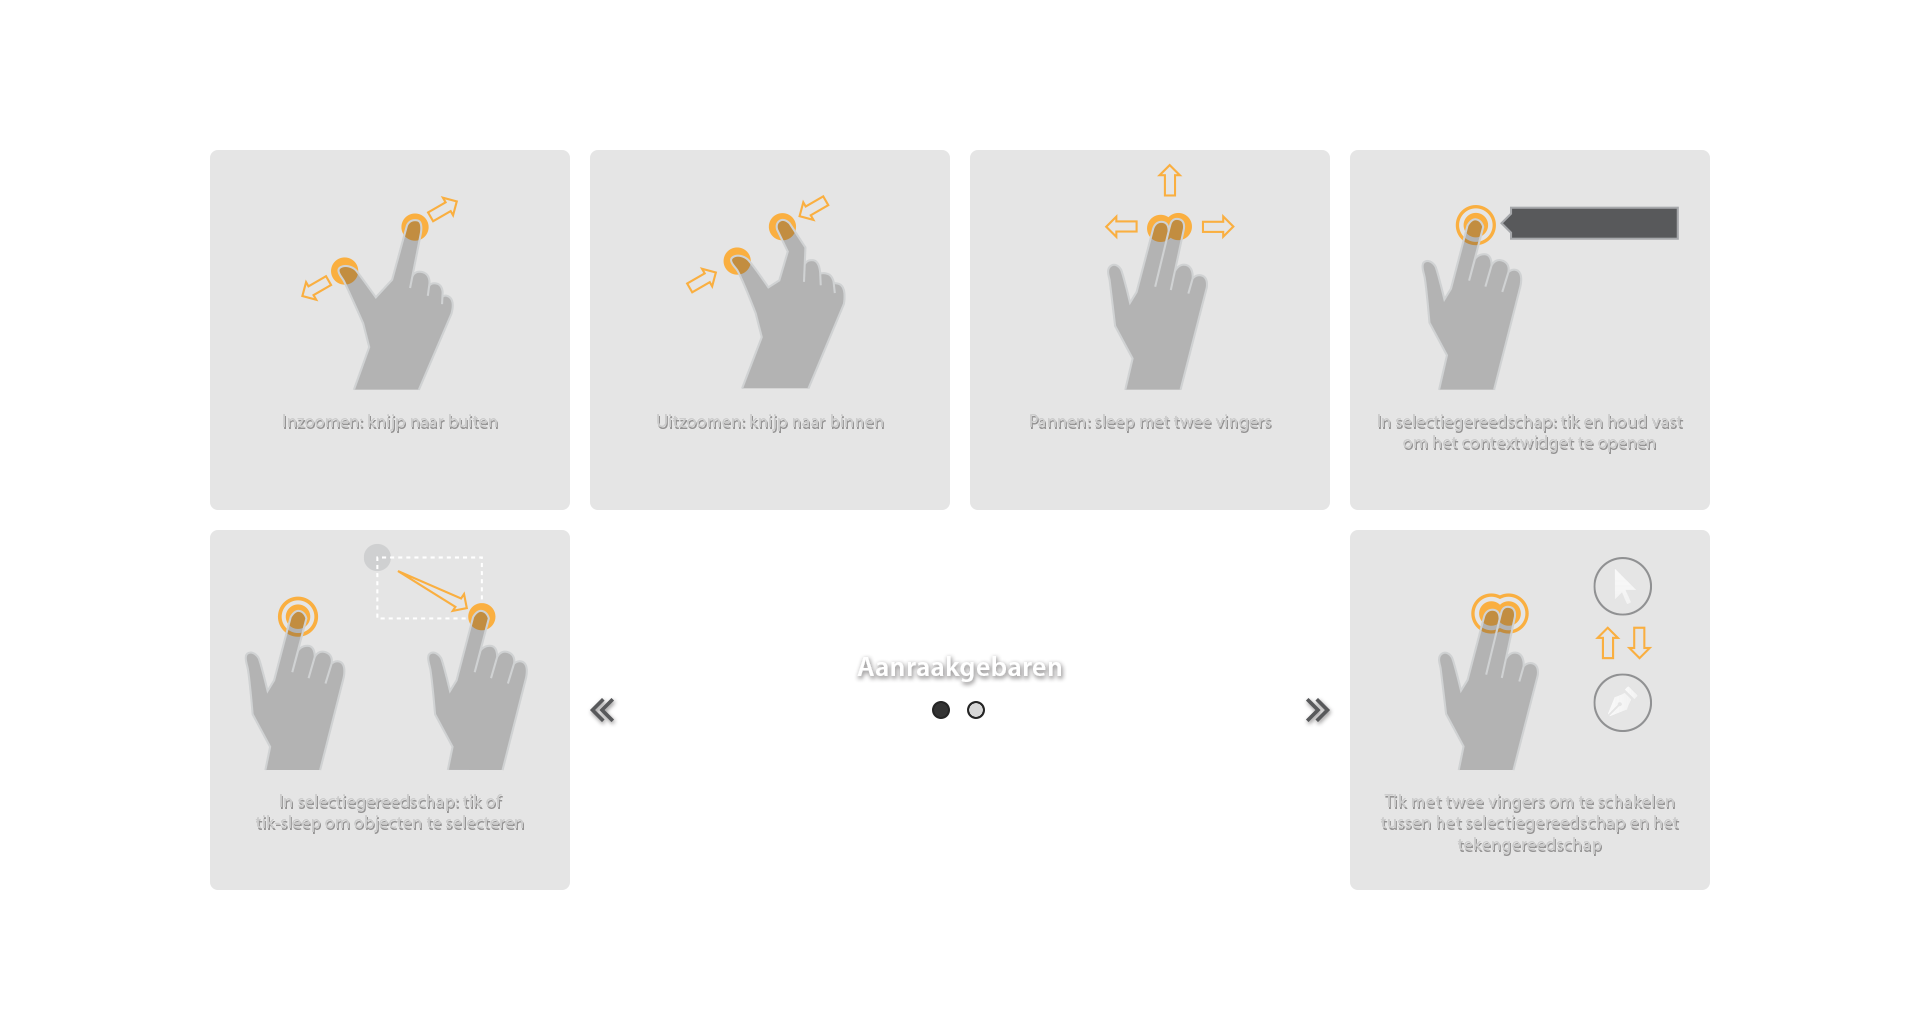 Inzoomen: knijp naar buiten
Uitzoomen: knijp naar binnen
Pannen: sleep met twee vingers
In selectiegereedschap: tik en houd vast
om het contextwidget te openen
In selectiegereedschap: tik of
tik-sleep om objecten te selecteren
Aanraakgebaren
Tik met twee vingers om te schakelen
tussen het selectiegereedschap en het
tekengereedschap